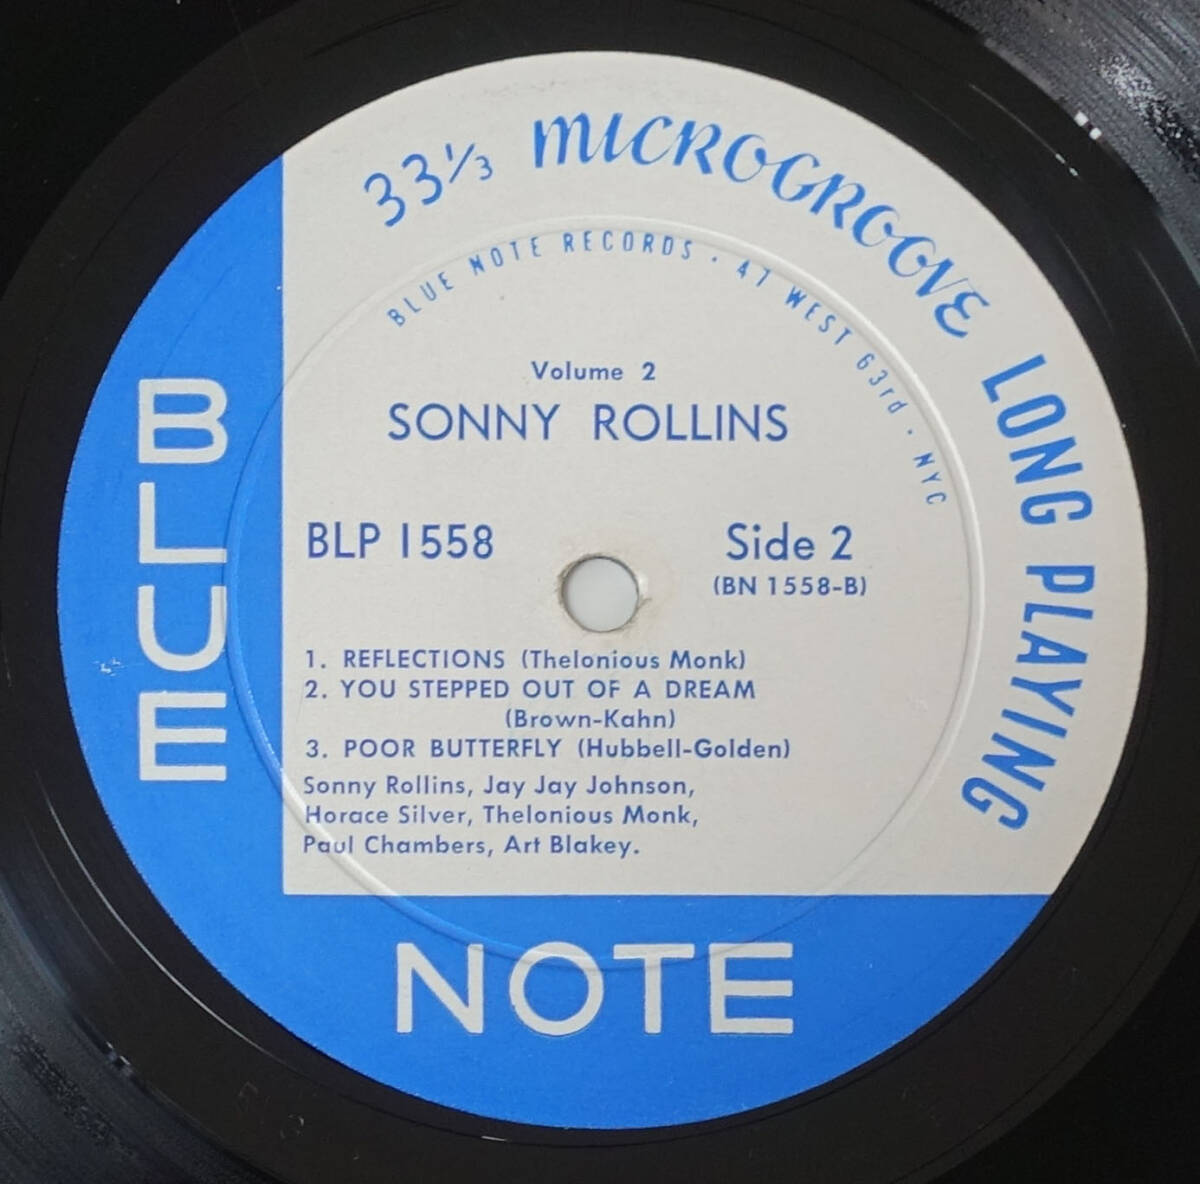 33⅓ MICROGROOVE LONG PLAYING
BLUE NOTE RECORDS · 47 WEST 63rd · NYC
Volume 2
SONNY ROLLINS
BLP 1558
Side 2
(BN 1558-B)
1. REFLECTIONS (Thelonious Monk)
2. YOU STEPPED OUT OF A DREAM
(Brown-Kahn)
3. POOR BUTTERFLY (Hubbell-Golden)
Sonny Rollins, Jay Jay Johnson,
Horace Silver, Thelonious Monk,
Paul Chambers, Art Blakey.
BLUE
NOTE